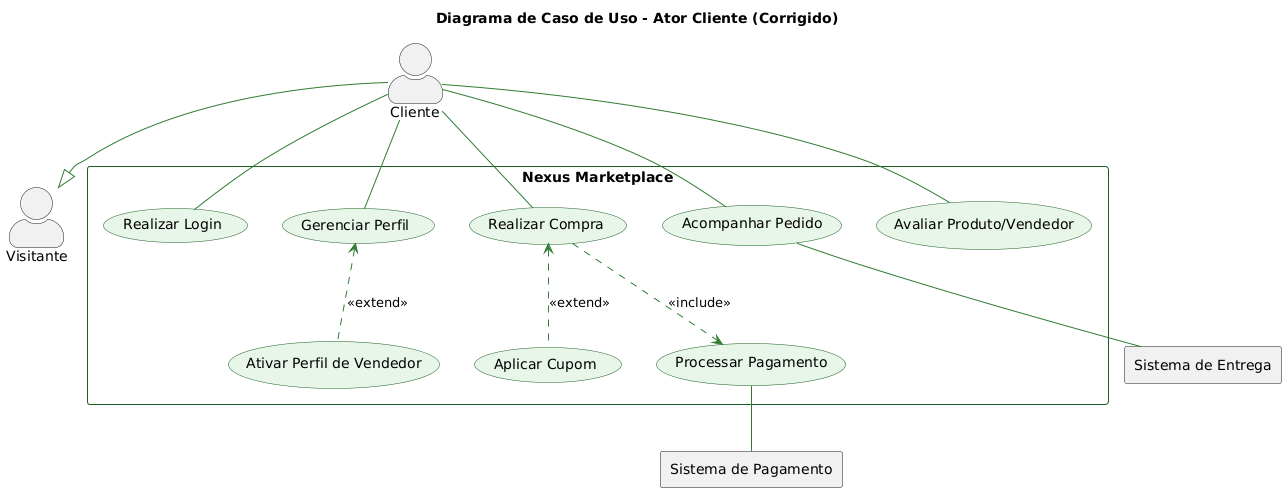 Diagrama de Caso de Uso - Ator Cliente (Corrigido)
Cliente
Nexus Marketplace
Visitante
Realizar Login
Gerenciar Perfil
Realizar Compra
Acompanhar Pedido
Avaliar Produto/Vendedor
«extend»
«extend»
«include»
Ativar Perfil de Vendedor
Aplicar Cupom
Processar Pagamento
Sistema de Entrega
Sistema de Pagamento